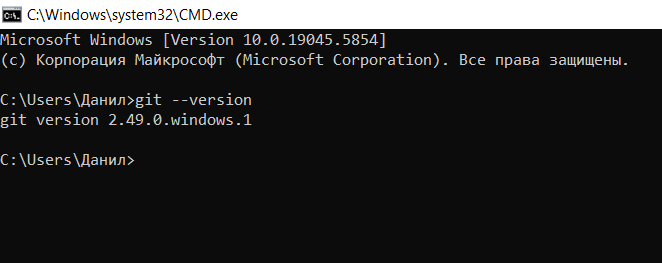 C:\Windows\system32\CMD.exe
Microsoft Windows [Version 10.0.19045.5854]
(c) Корпорация Майкрософт (Microsoft Corporation). Все права защищены.
C:\Users\Данил>git --version
git version 2.49.0.windows.1
C:\Users\Данил>